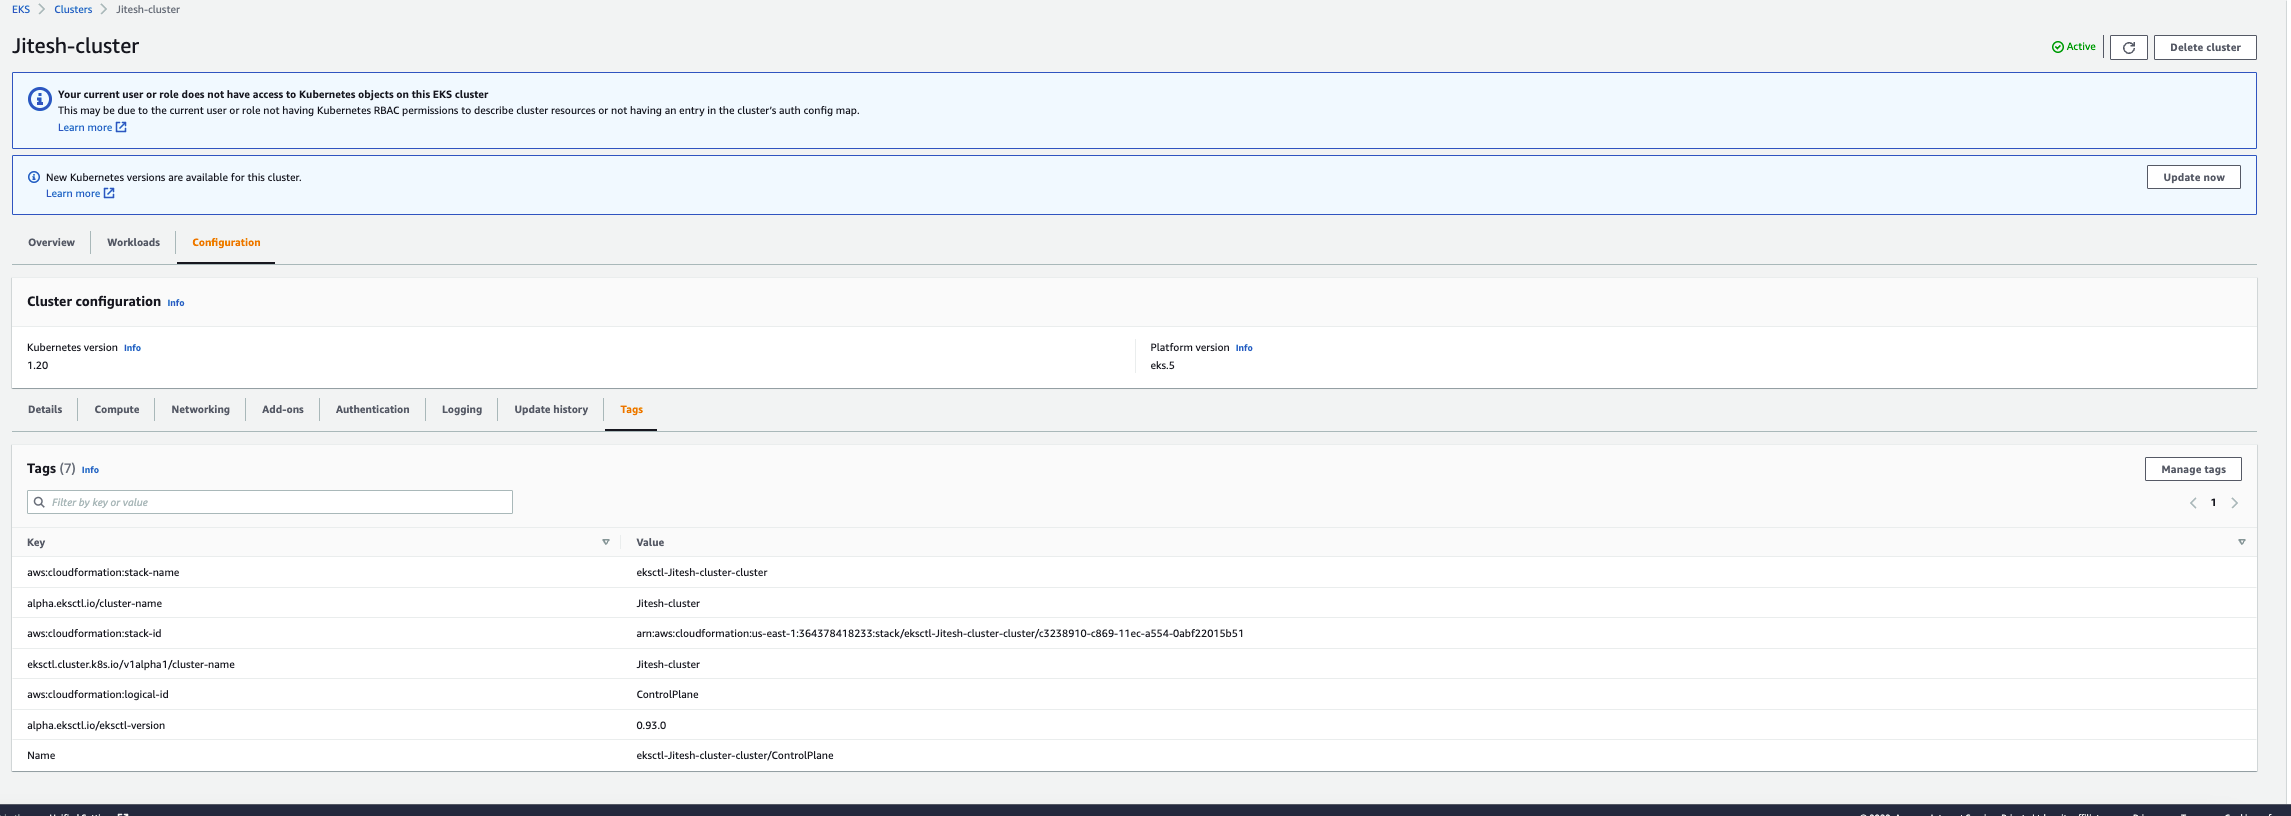 EKS > Clusters > Jitesh-cluster
Jitesh-cluster
Active
Delete cluster
Your current user or role does not have access to Kubernetes objects on this EKS cluster
This may be due to the current user or role not having Kubernetes RBAC permissions to describe cluster resources or not having an entry in the cluster's auth config map.
Learn more
New Kubernetes versions are available for this cluster.
Update now
Learn more
Overview Workloads Configuration
Cluster configuration Info
Kubernetes version Info
1.20
Platform version Info
eks.5
Details Compute Networking Add-ons Authentication Logging Update history Tags
Tags (7) Info
Manage tags
Filter by key or value
1
Key Value
aws:cloudformation:stack-name eksctl-Jitesh-cluster-cluster
alpha.eksctl.io/cluster-name Jitesh-cluster
aws:cloudformation:stack-id arn:aws:cloudformation:us-east-1:364378418233:stack/eksctl-Jitesh-cluster-cluster/c3238910-c869-11ec-a554-0abf22015b51
eksctl.cluster.k8s.io/v1alpha1/cluster-name Jitesh-cluster
aws:cloudformation:logical-id ControlPlane
alpha.eksctl.io/eksctl-version 0.93.0
Name eksctl-Jitesh-cluster-cluster/ControlPlane